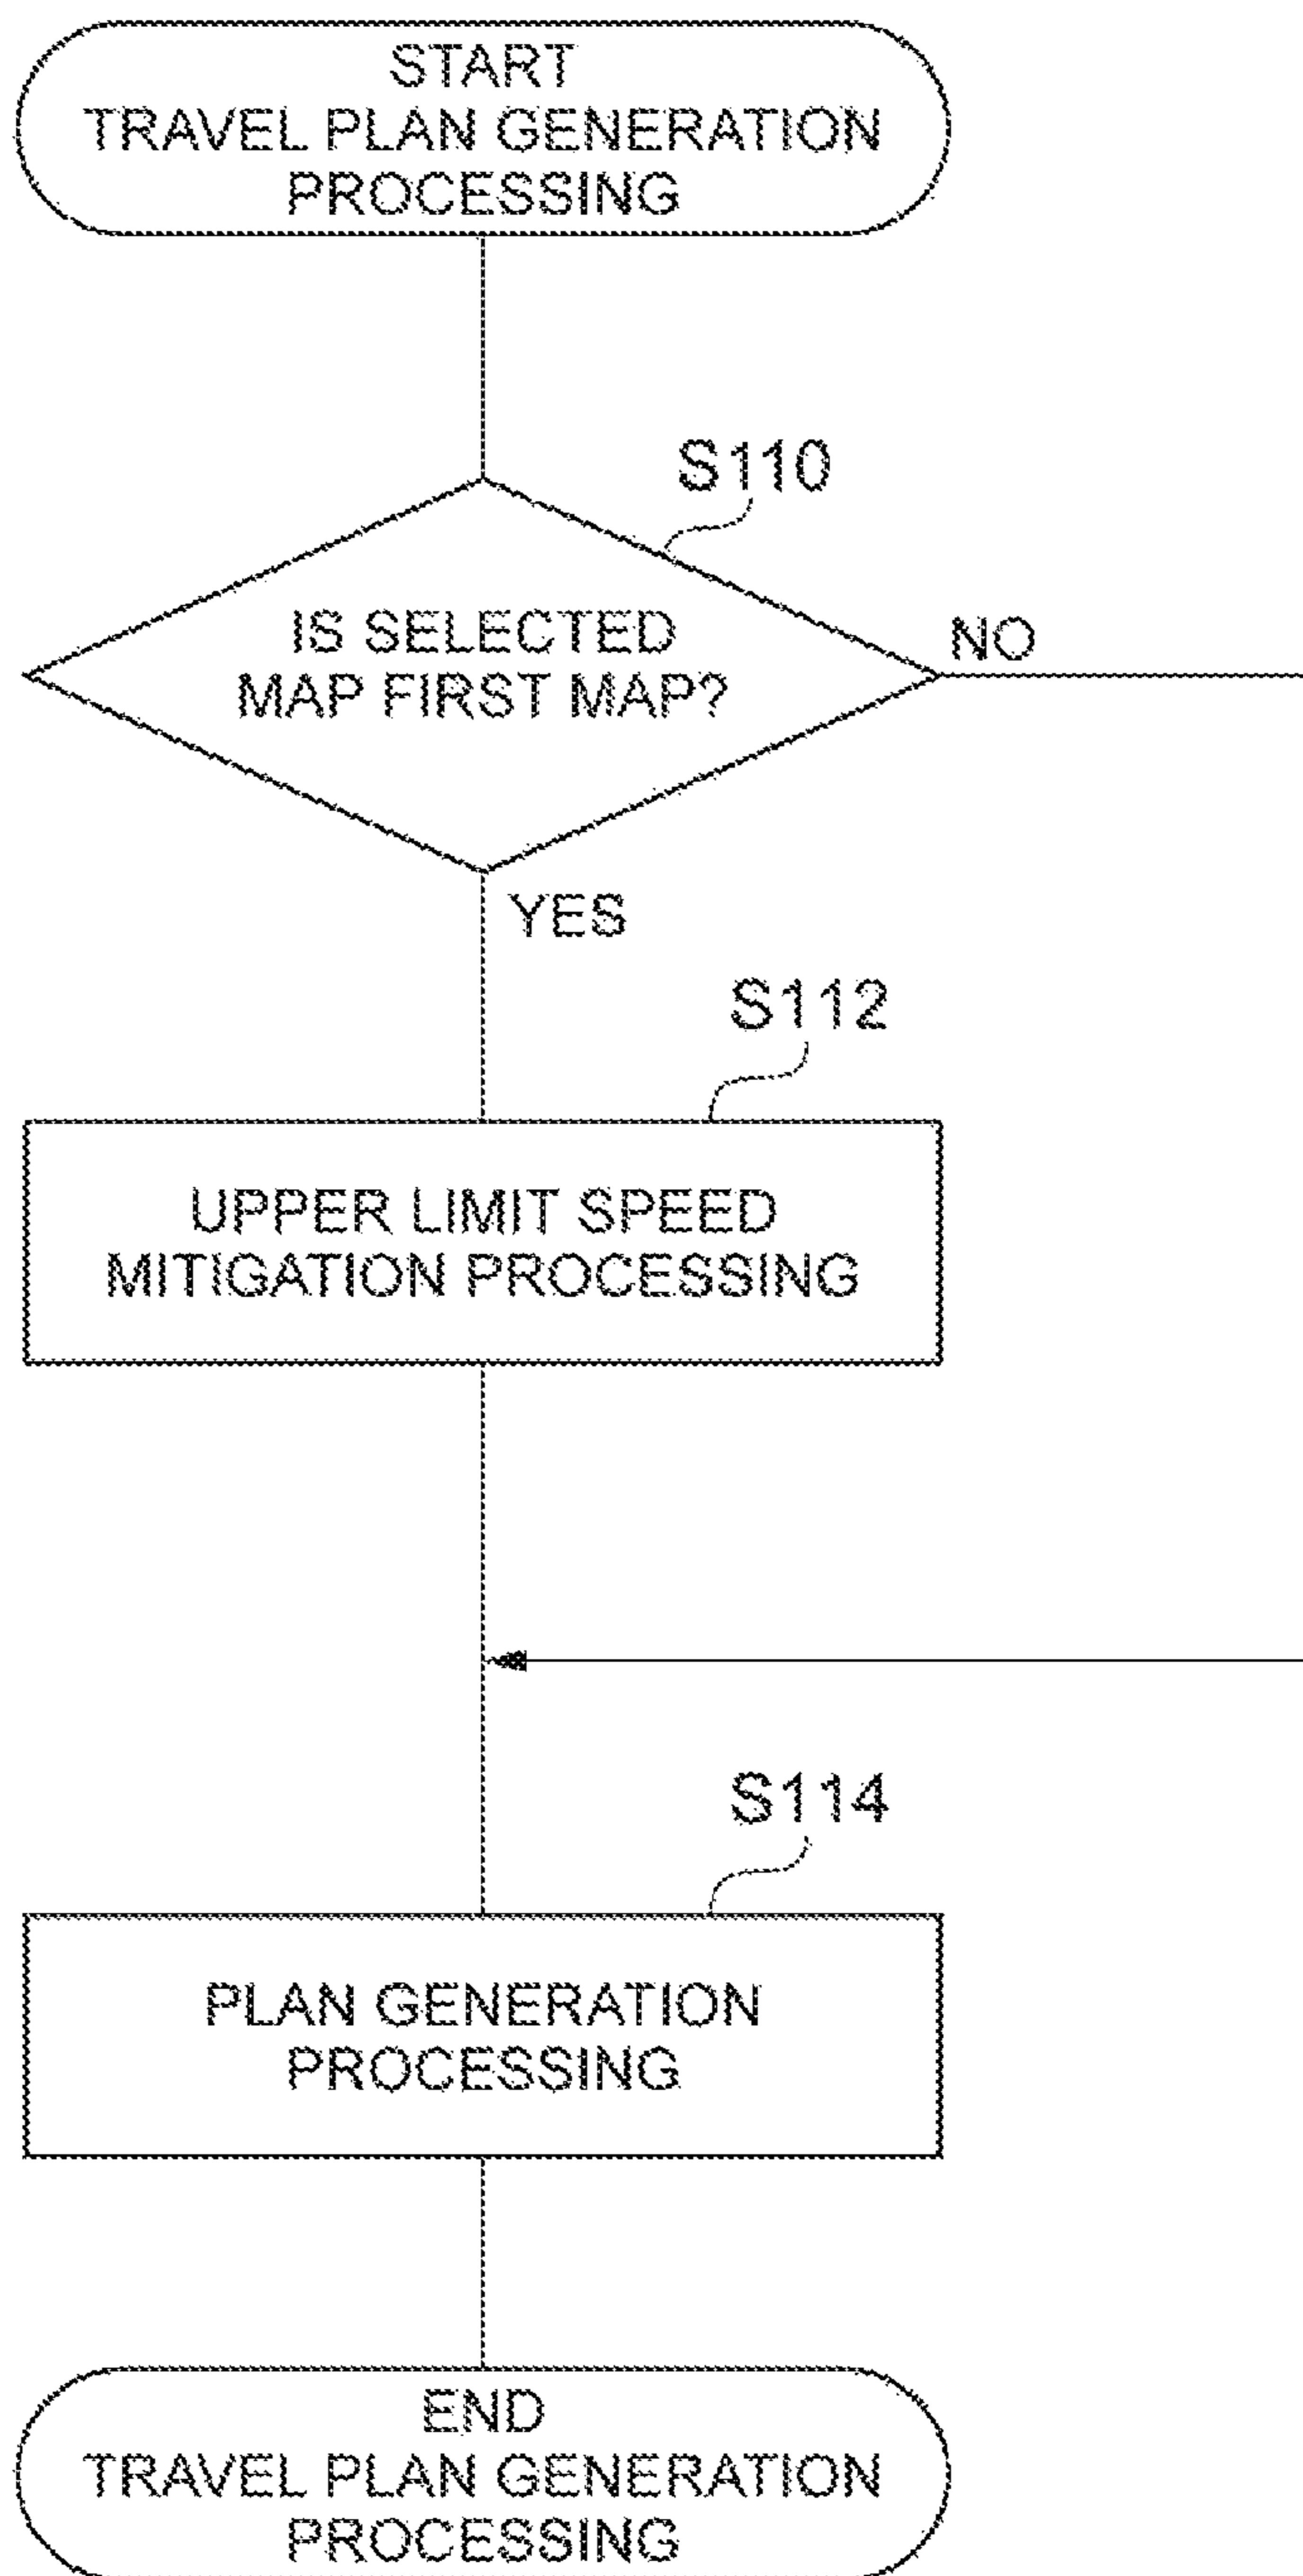 START
TRAVEL PLAN GENERATION
PROCESSING
S110
IS SELECTED
MAP FIRST MAP?
NO
YES
S112
UPPER LIMIT SPEED
MITIGATION PROCESSING
S114
PLAN GENERATION
PROCESSING
END
TRAVEL PLAN GENERATION
PROCESSING